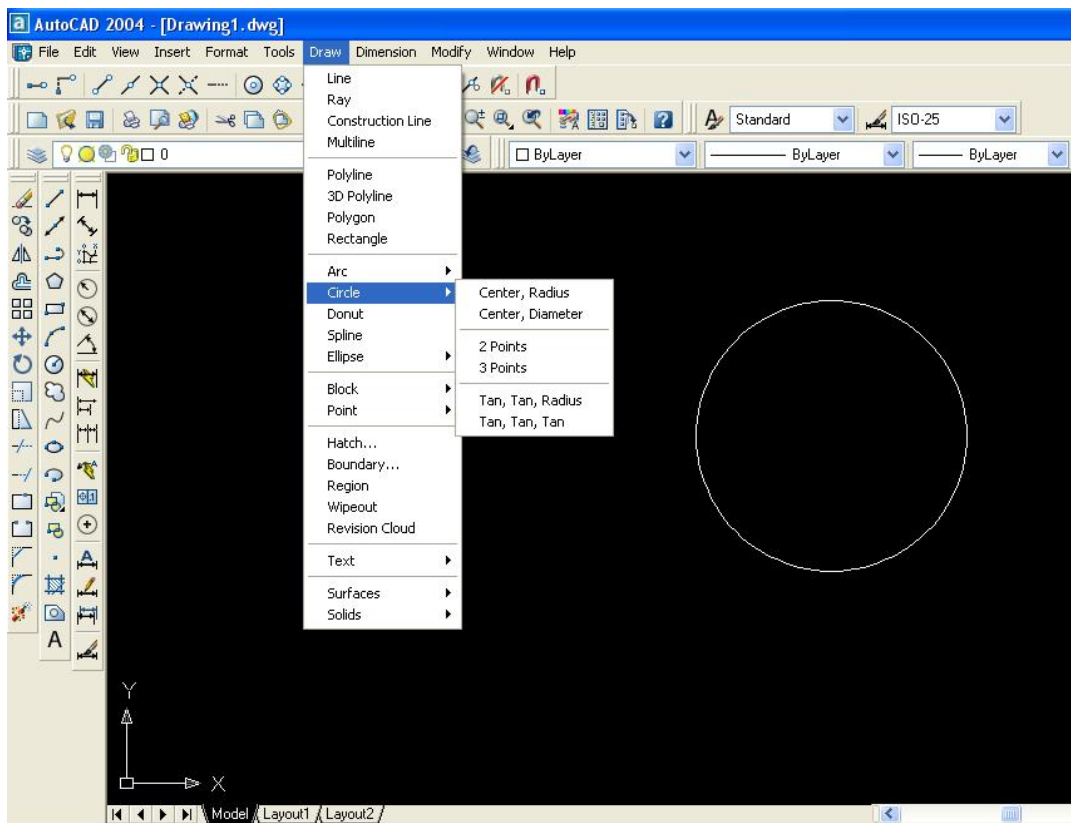 a AutoCAD 2004 - [Drawing1.dwg]
File Edit View Insert Format Tools Draw Dimension Modify Window Help
Standard ISO-25
0 ByLayer ByLayer ByLayer
Line
Ray
Construction Line
Multiline
Polyline
3D Polyline
Polygon
Rectangle
Arc
Circle
Donut
Spline
Ellipse
Block
Point
Hatch...
Boundary...
Region
Wipeout
Revision Cloud
Text
Surfaces
Solids
Center, Radius
Center, Diameter
2 Points
3 Points
Tan, Tan, Radius
Tan, Tan, Tan
A
Y
X
Model Layout1 Layout2